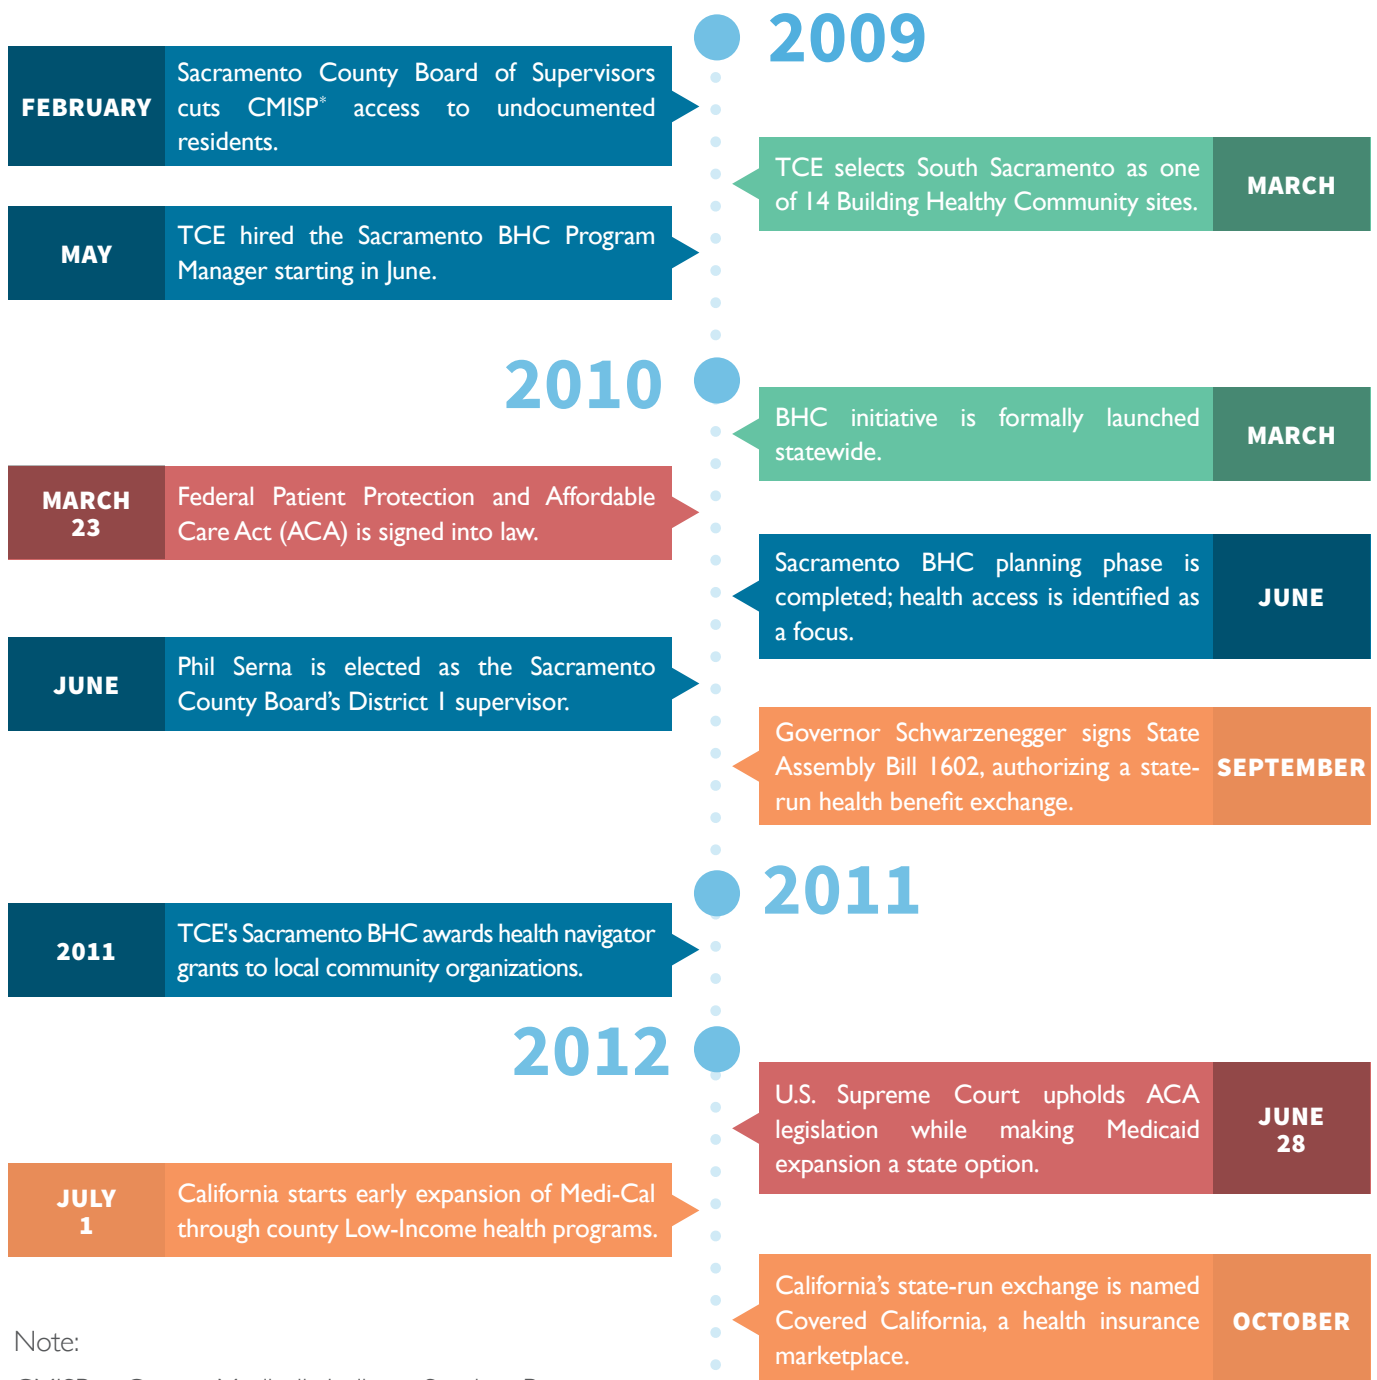 2009
FEBRUARY
Sacramento County Board of Supervisors
cuts CMISP* access to undocumented
residents.
TCE selects South Sacramento as one
of 14 Building Healthy Community sites.
MARCH
MAY
TCE hired the Sacramento BHC Program
Manager starting in June.
2010
BHC initiative is formally launched
statewide.
MARCH
MARCH
23
Federal Patient Protection and Affordable
Care Act (ACA) is signed into law.
Sacramento BHC planning phase is
completed; health access is identified as
a focus.
JUNE
JUNE
Phil Serna is elected as the Sacramento
County Board's District 1 supervisor.
Governor Schwarzenegger signs State
Assembly Bill 1602, authorizing a state-
run health benefit exchange.
SEPTEMBER
2011
2011
TCE's Sacramento BHC awards health navigator
grants to local community organizations.
2012
U.S. Supreme Court upholds ACA
legislation while making Medicaid
expansion a state option.
JUNE
28
JULY
1
California starts early expansion of Medi-Cal
through county Low-Income health programs.
California's state-run exchange is named
Covered California, a health insurance
marketplace.
OCTOBER
Note: